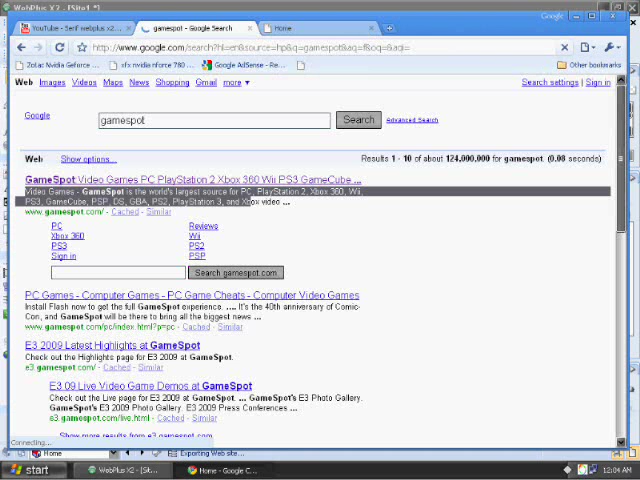 WebPlus X2 - [Site1 *]
YouTube - Serif webplus x2...
gamespot - Google Search
Home
Google
http://www.google.com/search?hl=en&source=hp&q=gamespot&aq=f&oq=&aqi=
Zotac Nvidia Geforce ...
xfx nvidia nforce 780 ...
Google AdSense - Re...
Other bookmarks
Web Images Videos Maps News Shopping Gmail more ▼
Search settings | Sign in
Google
gamespot
Search
Advanced Search
Web Show options...
Results 1 - 10 of about 124,000,000 for gamespot. (0.08 seconds)
GameSpot Video Games PC PlayStation 2 Xbox 360 Wii PS3 GameCube ...
Video Games - GameSpot is the world's largest source for PC, PlayStation 2, Xbox 360, Wii,
PS3, GameCube, PSP, DS, GBA, PS2, PlayStation 3, and Xbox video ...
www.gamespot.com/ - Cached - Similar
PC Reviews
Xbox 360 Wii
PS3 PS2
Sign in PSP
Search gamespot.com
PC Games - Computer Games - PC Game Cheats - Computer Video Games
Install Flash now to get the full GameSpot experience. .... It's the 40th anniversary of Comic-
Con, and GameSpot will be there to bring all the biggest news ...
www.gamespot.com/pc/index.html?p=pc - Cached - Similar
E3 2009 Latest Highlights at GameSpot
Check out the Highlights page for E3 2009 at GameSpot.
e3.gamespot.com/ - Cached - Similar
E3 09 Live Video Game Demos at GameSpot
Check out the Live page for E3 2009 at GameSpot. ... GameSpot's E3 Photo Gallery.
GameSpot's E3 2009 Photo Gallery. E3 2009 Press Conferences ...
e3.gamespot.com/live.html - Cached - Similar
Show more results from e3.gamespot.com
Connecting...
Home
Exporting Web site...
start
WebPlus X2 - [Sit...
Home - Google C...
12:04 AM